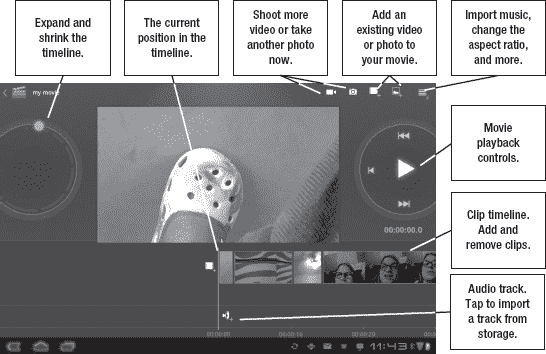 Expand and
shrink the
timeline.
The current
position in the
timeline.
Shoot more
video or take
another photo
now.
Add an
existing video
or photo to
your movie.
Import music,
change the
aspect ratio,
and more.
my movie
Movie
playback
controls.
00:00:00.0
Clip timeline.
Add and
remove clips.
Audio track.
Tap to import
a track from
storage.
00:00:00
00:00:10
00:00:20
11:43